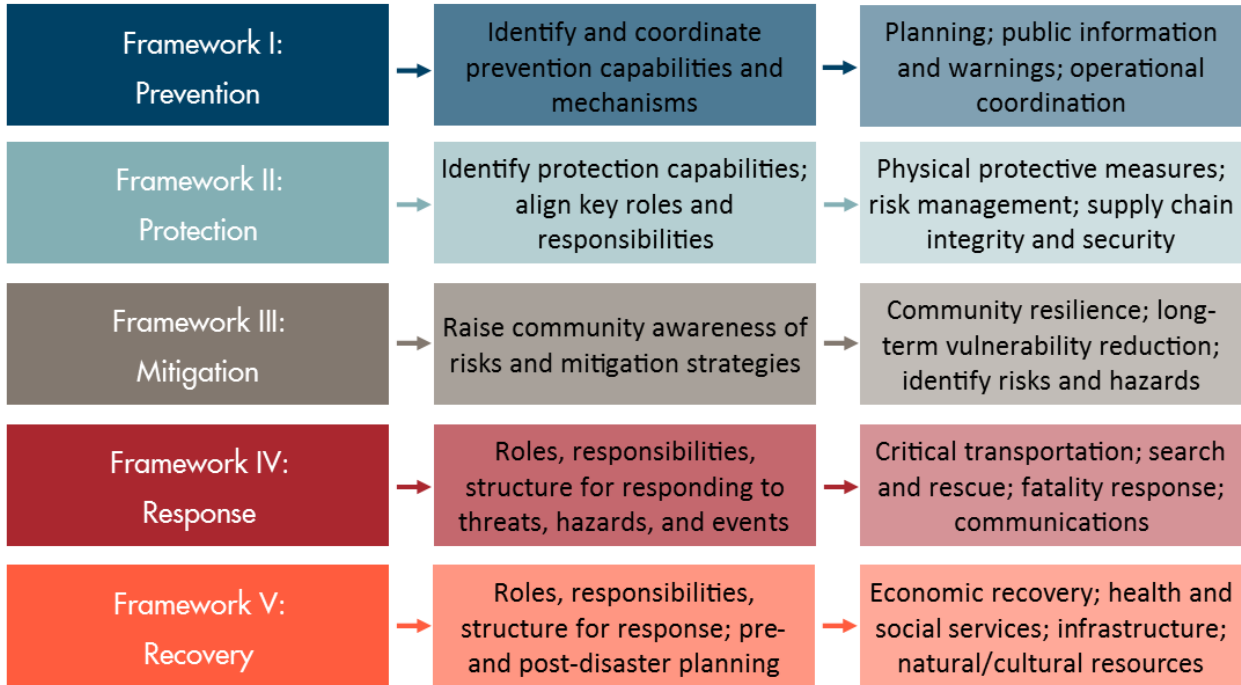 Framework I:
Prevention
Identify and coordinate
prevention capabilities and
mechanisms
Planning; public information
and warnings; operational
coordination
Framework II:
Protection
Identify protection capabilities;
align key roles and
responsibilities
Physical protective measures;
risk management; supply chain
integrity and security
Framework III:
Mitigation
Raise community awareness of
risks and mitigation strategies
Community resilience; long-
term vulnerability reduction;
identify risks and hazards
Framework IV:
Response
Roles, responsibilities,
structure for responding to
threats, hazards, and events
Critical transportation; search
and rescue; fatality response;
communications
Framework V:
Recovery
Roles, responsibilities,
structure for response; pre-
and post-disaster planning
Economic recovery; health and
social services; infrastructure;
natural/cultural resources